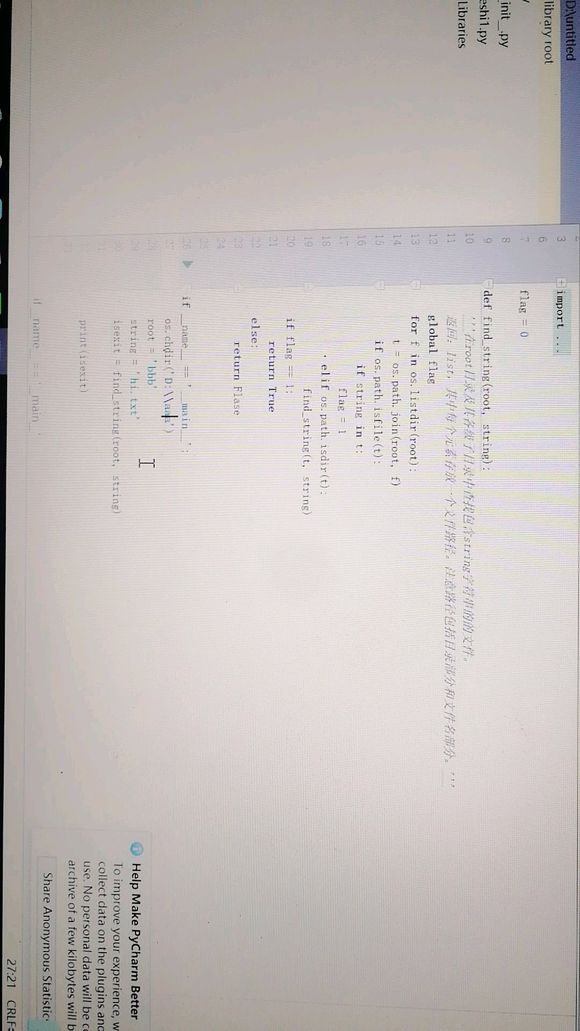 D:\untitled
library root
init__.py
eshi1.py
Libraries
3 import ...
6
7 flag = 0
8
9 def find_string(root, string):
10 '''在root目录及其各级子目录中查找包含string字符串的的文件。
11 返回: list, 其中每个元素存放一个文件路径。注意路径包括目录部分和文件名部分。'''
12 global flag
13 for f in os.listdir(root):
14 t = os.path.join(root, f)
15 if os.path.isfile(t):
16 if string in t:
17 flag = 1
18 elif os.path.isdir(t):
19 find_string(t, string)
20 if flag == 1:
21 return True
22 else:
23 return Flase
24
25
26 if __name__ == '__main__':
27 os.chdir('D:\\aaa')
28 root = 'bbb'
29 string = 'hi.txt'
30 isexit = find_string(root, string)
31
print(isexit)
if __name__ == '__main__'
Help Make PyCharm Better
To improve your experience, w
collect data on the plugins and
use. No personal data will be c
archive of a few kilobytes will b
Share Anonymous Statistic
27:21 CRLF